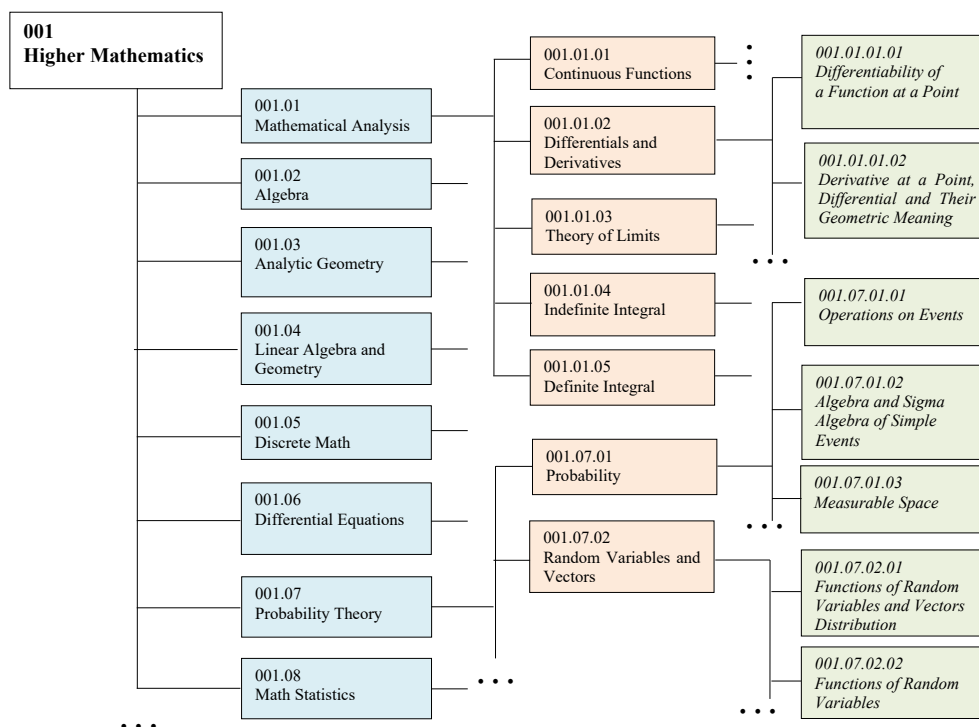 001
Higher Mathematics
001.01
Mathematical Analysis
001.02
Algebra
001.03
Analytic Geometry
001.04
Linear Algebra and
Geometry
001.05
Discrete Math
001.06
Differential Equations
001.07
Probability Theory
001.08
Math Statistics
...
001.01.01
Continuous Functions
...
001.01.02
Differentials and
Derivatives
001.01.03
Theory of Limits
001.01.04
Indefinite Integral
001.01.05
Definite Integral
001.07.01
Probability
001.07.02
Random Variables and
Vectors
...
001.01.01.01
Differentiability of
a Function at a Point
001.01.01.02
Derivative at a Point,
Differential and Their
Geometric Meaning
...
001.07.01.01
Operations on Events
001.07.01.02
Algebra and Sigma
Algebra of Simple
Events
001.07.01.03
Measurable Space
...
001.07.02.01
Functions of Random
Variables and Vectors
Distribution
001.07.02.02
Functions of Random
Variables
...